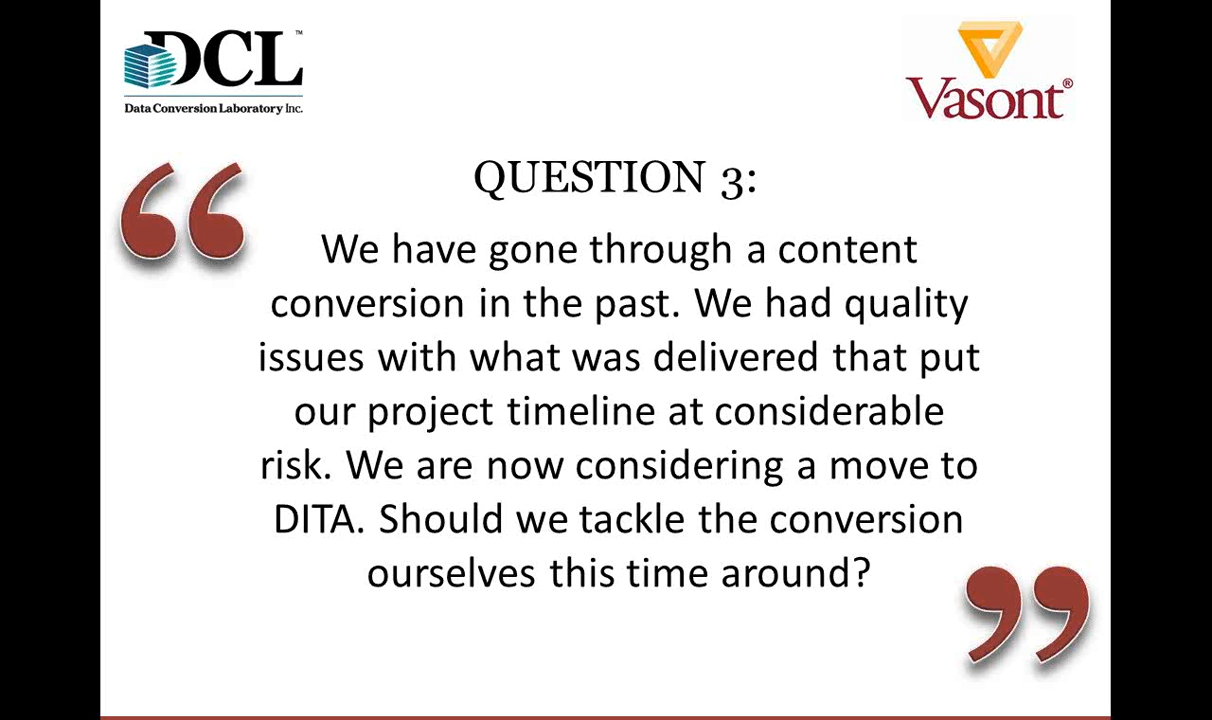 DCL™
Data Conversion Laboratory Inc.
Vasont®
“
QUESTION 3:
We have gone through a content
conversion in the past. We had quality
issues with what was delivered that put
our project timeline at considerable
risk. We are now considering a move to
DITA. Should we tackle the conversion
ourselves this time around?
”